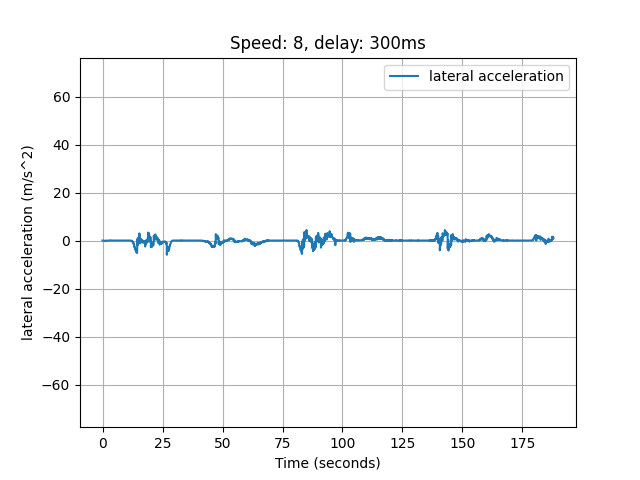 Speed: 8, delay: 300ms
lateral acceleration
lateral acceleration (m/s^2)
60
40
20
0
−20
−40
−60
0 25 50 75 100 125 150 175
Time (seconds)